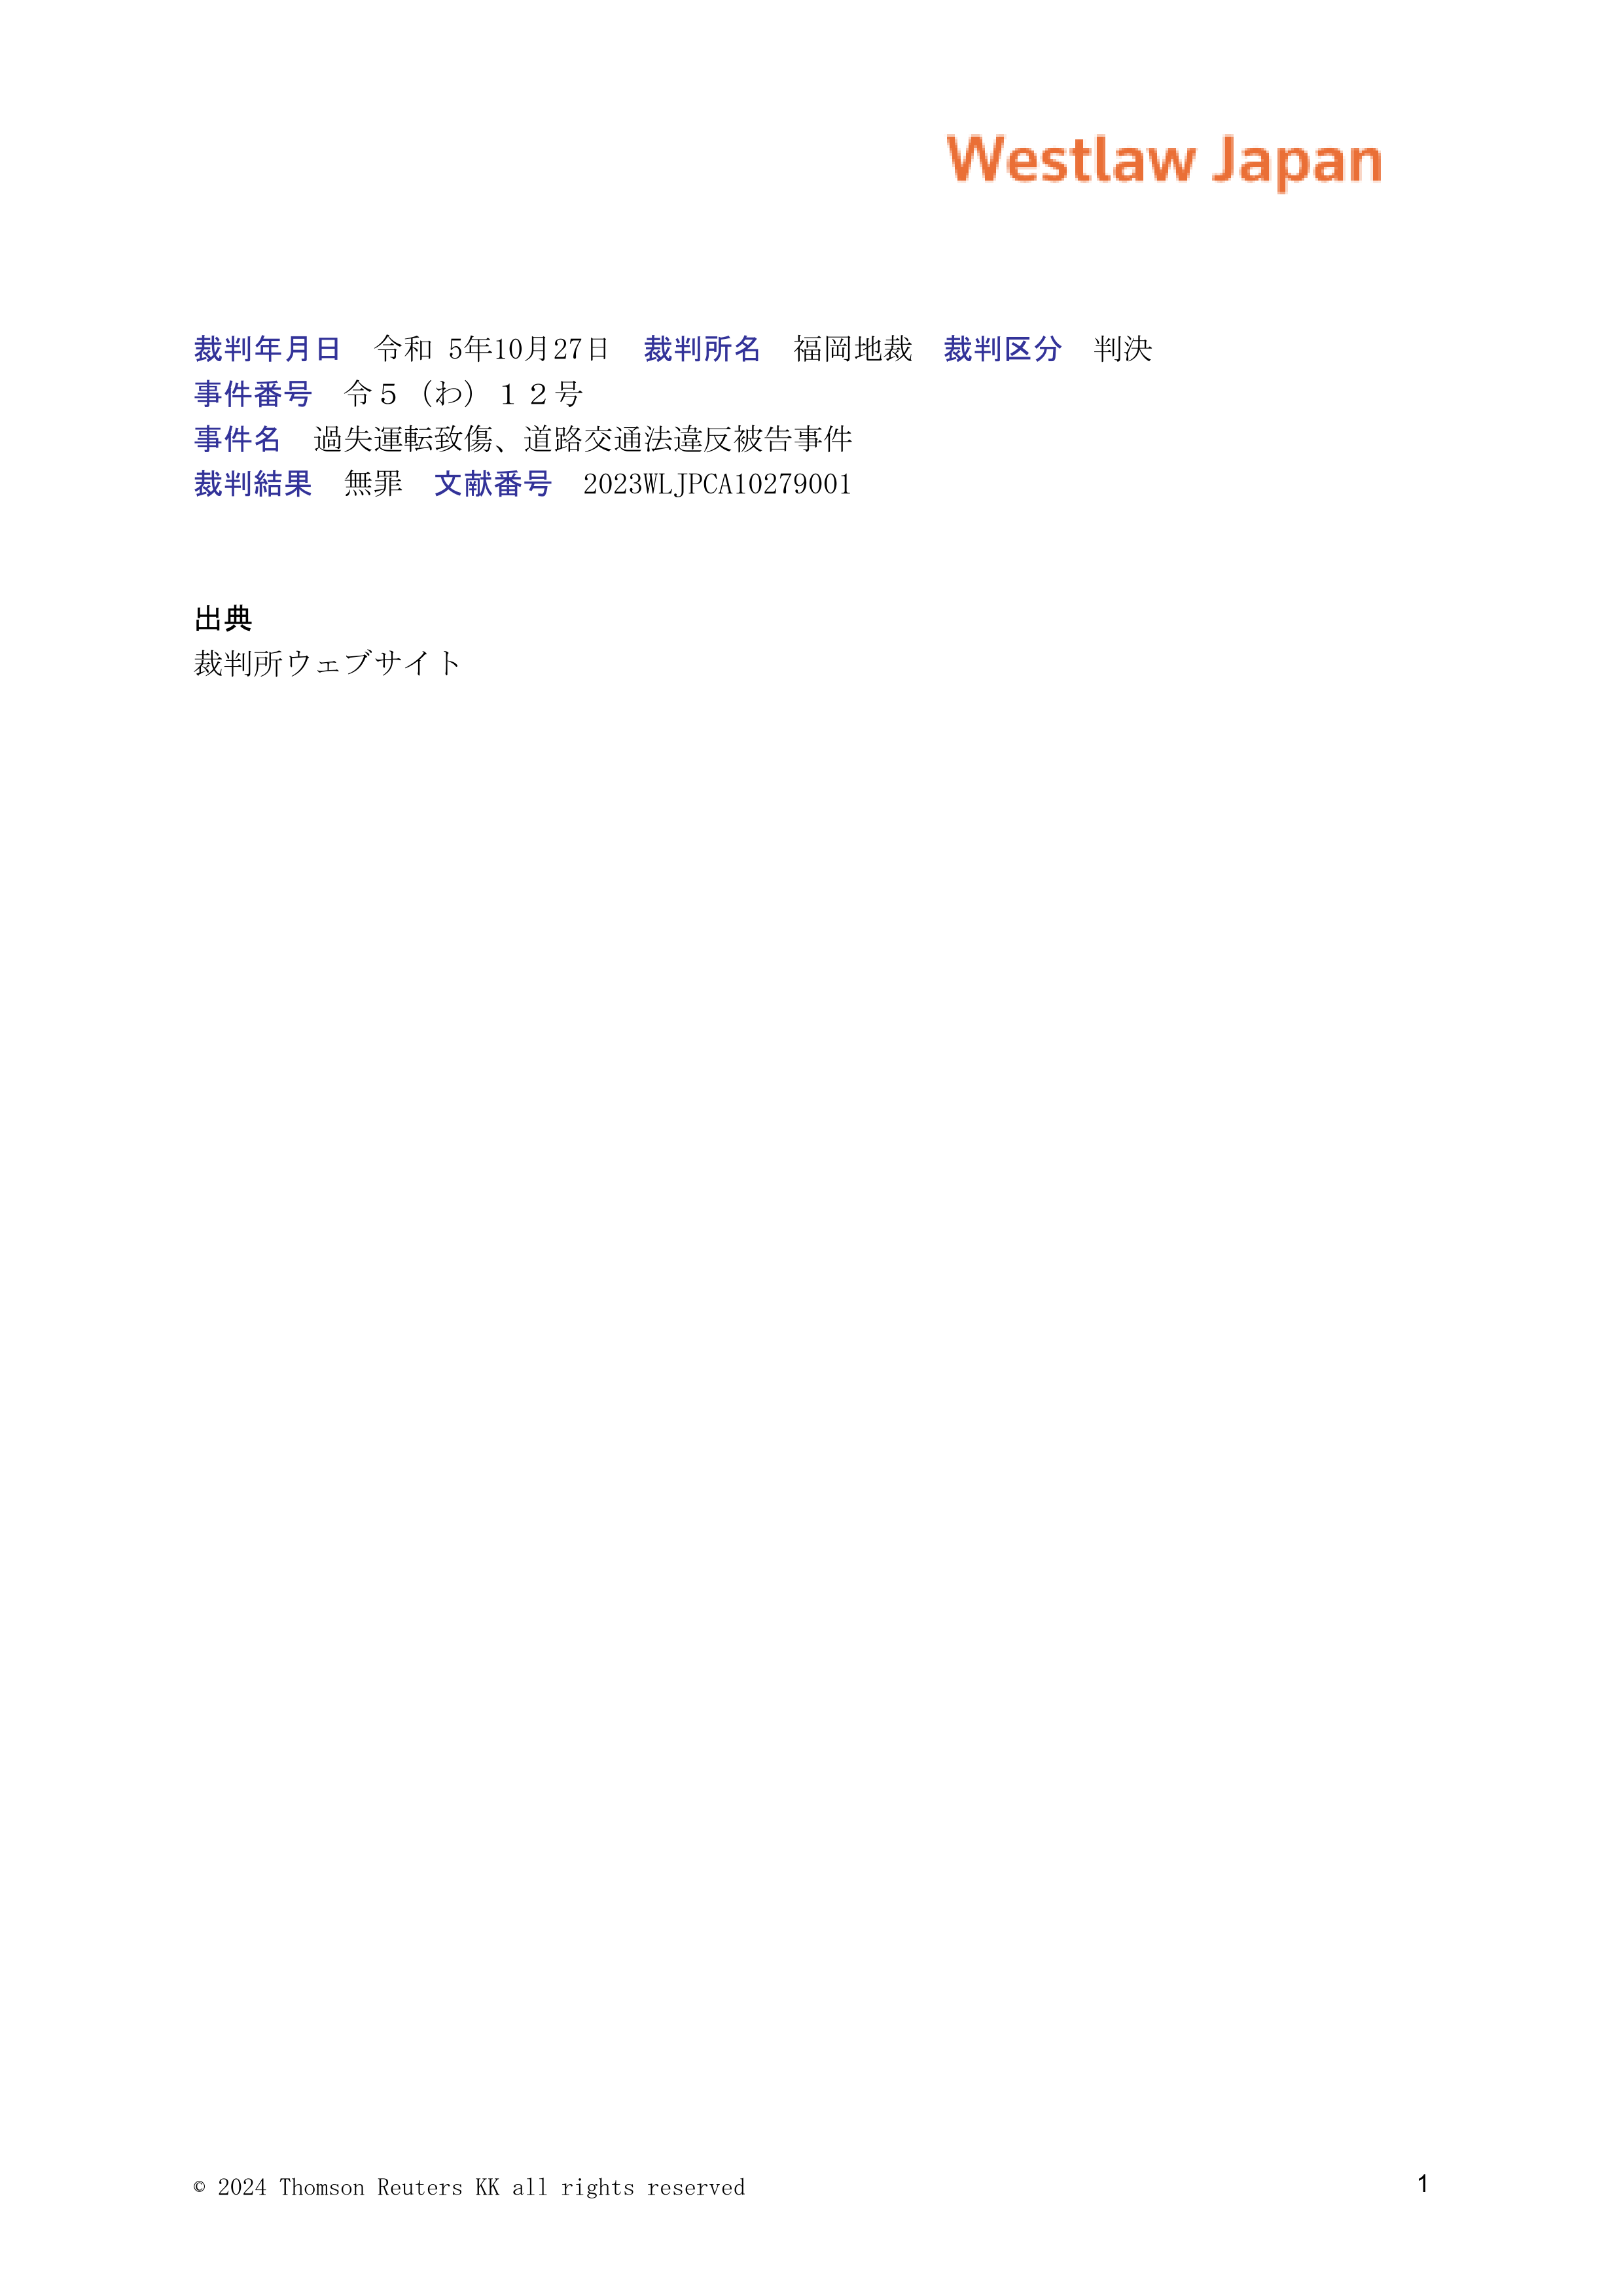 Westlaw Japan
裁判年月日　令和 5年10月27日　裁判所名　福岡地裁　裁判区分　判決
事件番号　令５（わ）１２号
事件名　過失運転致傷、道路交通法違反被告事件
裁判結果　無罪　文献番号　2023WLJPCA10279001
出典
裁判所ウェブサイト
© 2024 Thomson Reuters KK all rights reserved
1